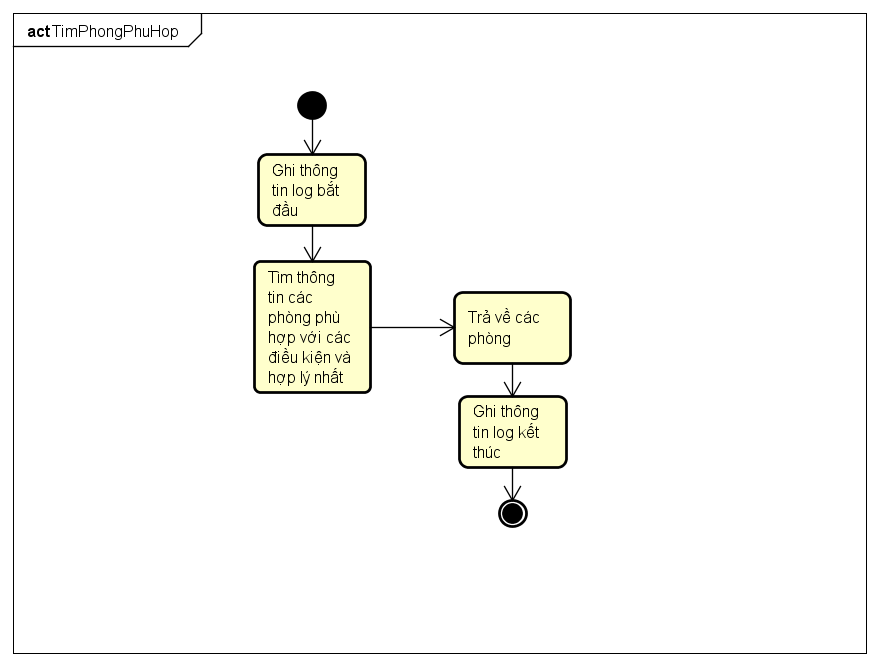 act TimPhongPhuHop
Ghi thông
tin log bắt
đầu
Tìm thông
tin các
phòng phù
hợp với các
điều kiện và
hợp lý nhất
Trả về các
phòng
Ghi thông
tin log kết
thúc